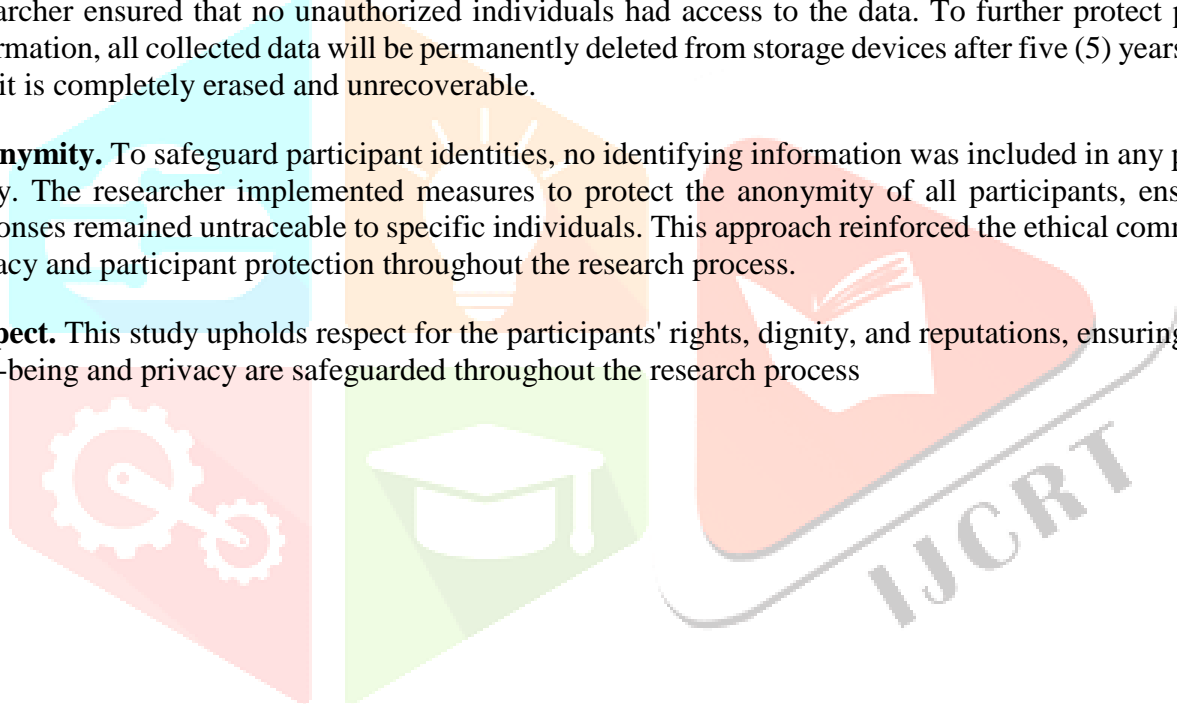 archer ensured that no unauthorized individuals had access to the data. To further protect p
rmation, all collected data will be permanently deleted from storage devices after five (5) years
it is completely erased and unrecoverable.
nymity. To safeguard participant identities, no identifying information was included in any p
y. The researcher implemented measures to protect the anonymity of all participants, ens
onses remained untraceable to specific individuals. This approach reinforced the ethical comm
acy and participant protection throughout the research process.
pect. This study upholds respect for the participants' rights, dignity, and reputations, ensuring
-being and privacy are safeguarded throughout the research process
IJCRT